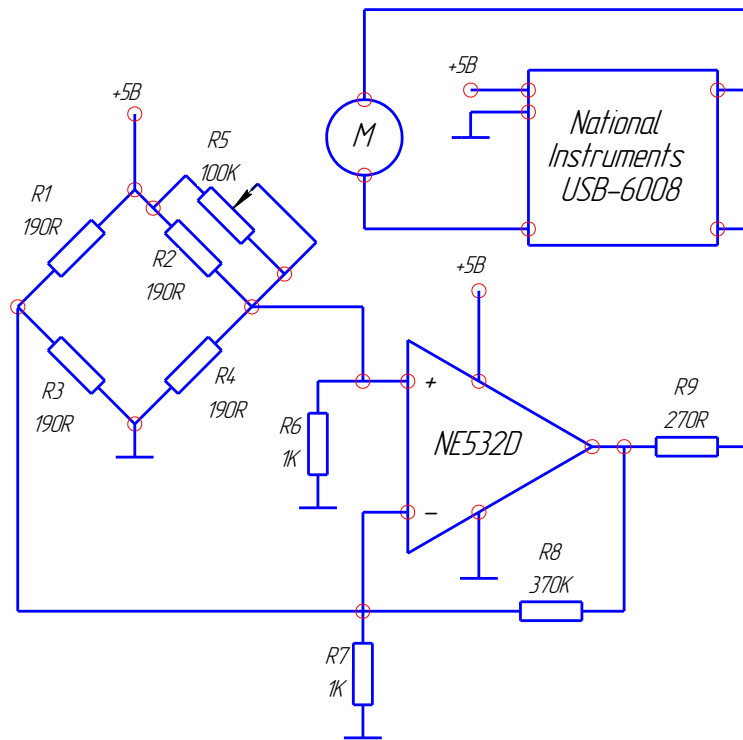 +5В
National
Instruments
USB-6008
+5В
M
R5
100K
R1
190R
R2
190R
+5В
R3
190R
R4
190R
R6
1K
+
NE532D
-
R9
270R
R8
370K
R7
1K